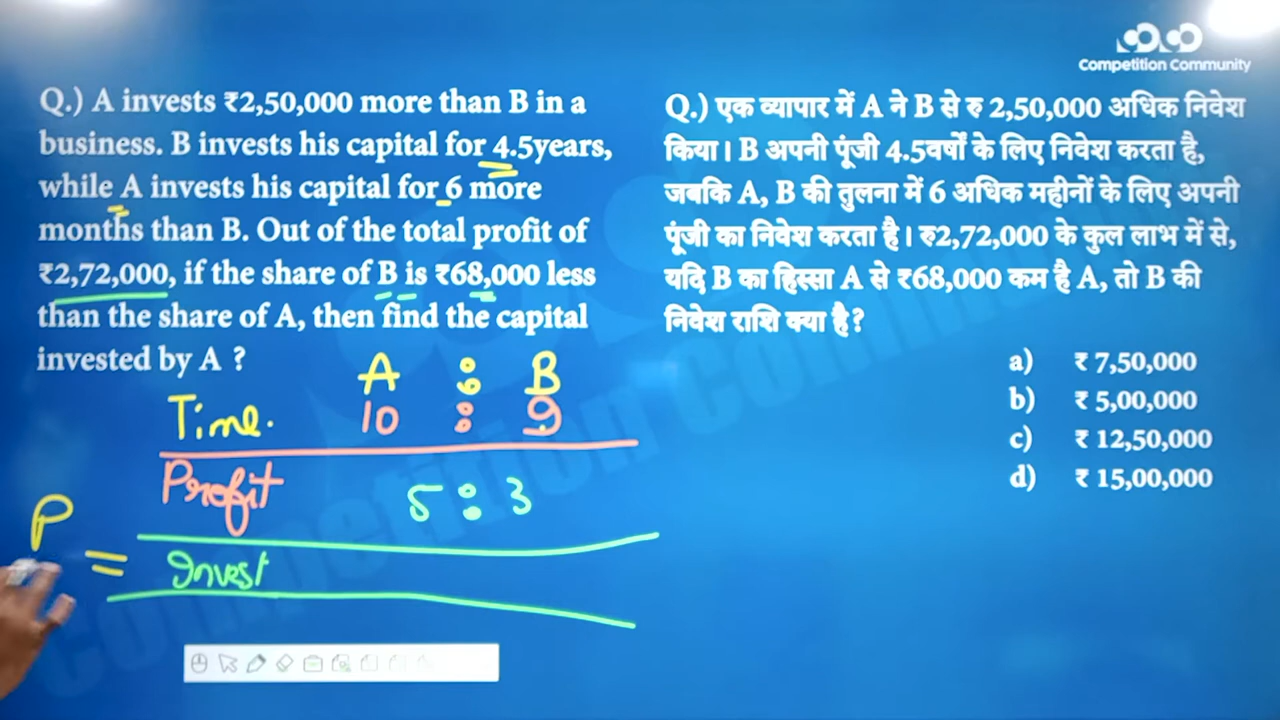 Competition Community
Q.) A invests ₹2,50,000 more than B in a
business. B invests his capital for 4.5years,
while A invests his capital for 6 more
months than B. Out of the total profit of
₹2,72,000, if the share of B is ₹68,000 less
than the share of A, then find the capital
invested by A ?
Q.) एक व्यापार में A ने B से रु 2,50,000 अधिक निवेश
किया। B अपनी पूंजी 4.5वर्षों के लिए निवेश करता है,
जबकि A, B की तुलना में 6 अधिक महीनों के लिए अपनी
पूंजी का निवेश करता है। रु2,72,000 के कुल लाभ में से,
यदि B का हिस्सा A से ₹68,000 कम है A, तो B की
निवेश राशि क्या है?
a) ₹ 7,50,000
b) ₹ 5,00,000
c) ₹ 12,50,000
d) ₹ 15,00,000
A : B
Time. 10 : 9
Profit 5 : 3
P = Invest
competition community